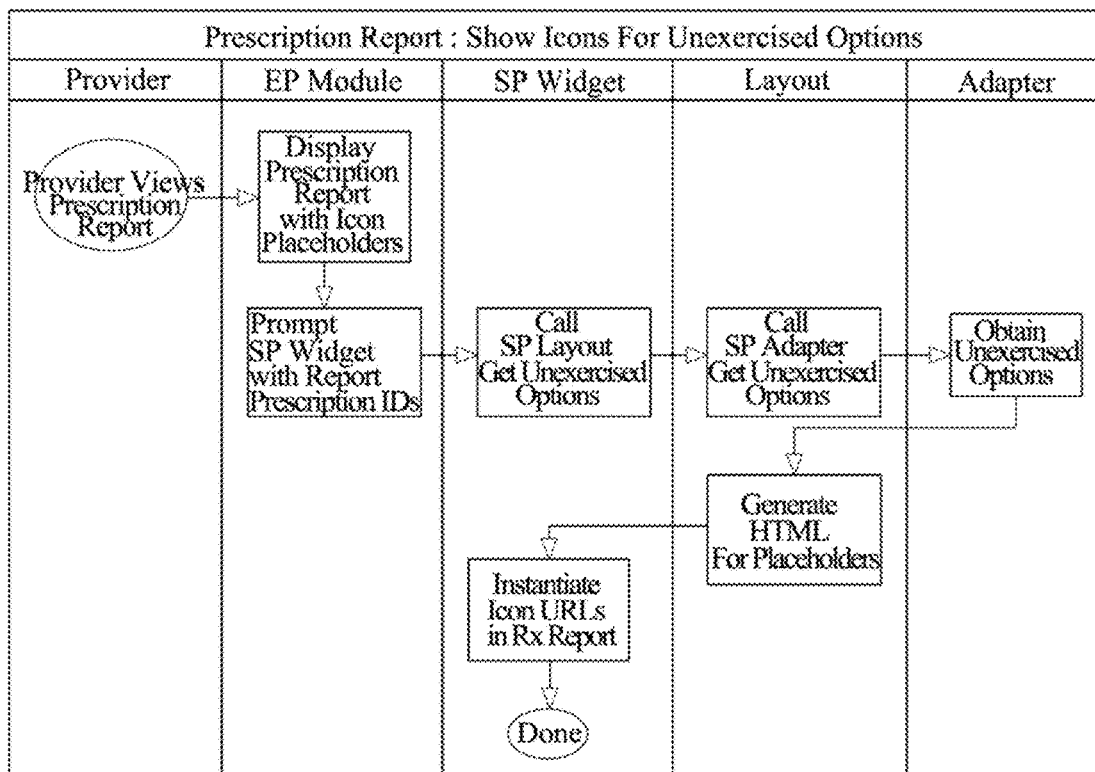 Prescription Report : Show Icons For Unexercised Options
Provider
EP Module
SP Widget
Layout
Adapter
Provider Views
Prescription
Report
Display
Prescription
Report
with Icon
Placeholders
Prompt
SP Widget
with Report
Prescription IDs
Call
SP Layout
Get Unexercised
Options
Call
SP Adapter
Get Unexercised
Options
Obtain
Unexercised
Options
Generate
HTML
For Placeholders
Instantiate
Icon URLs
in Rx Report
Done